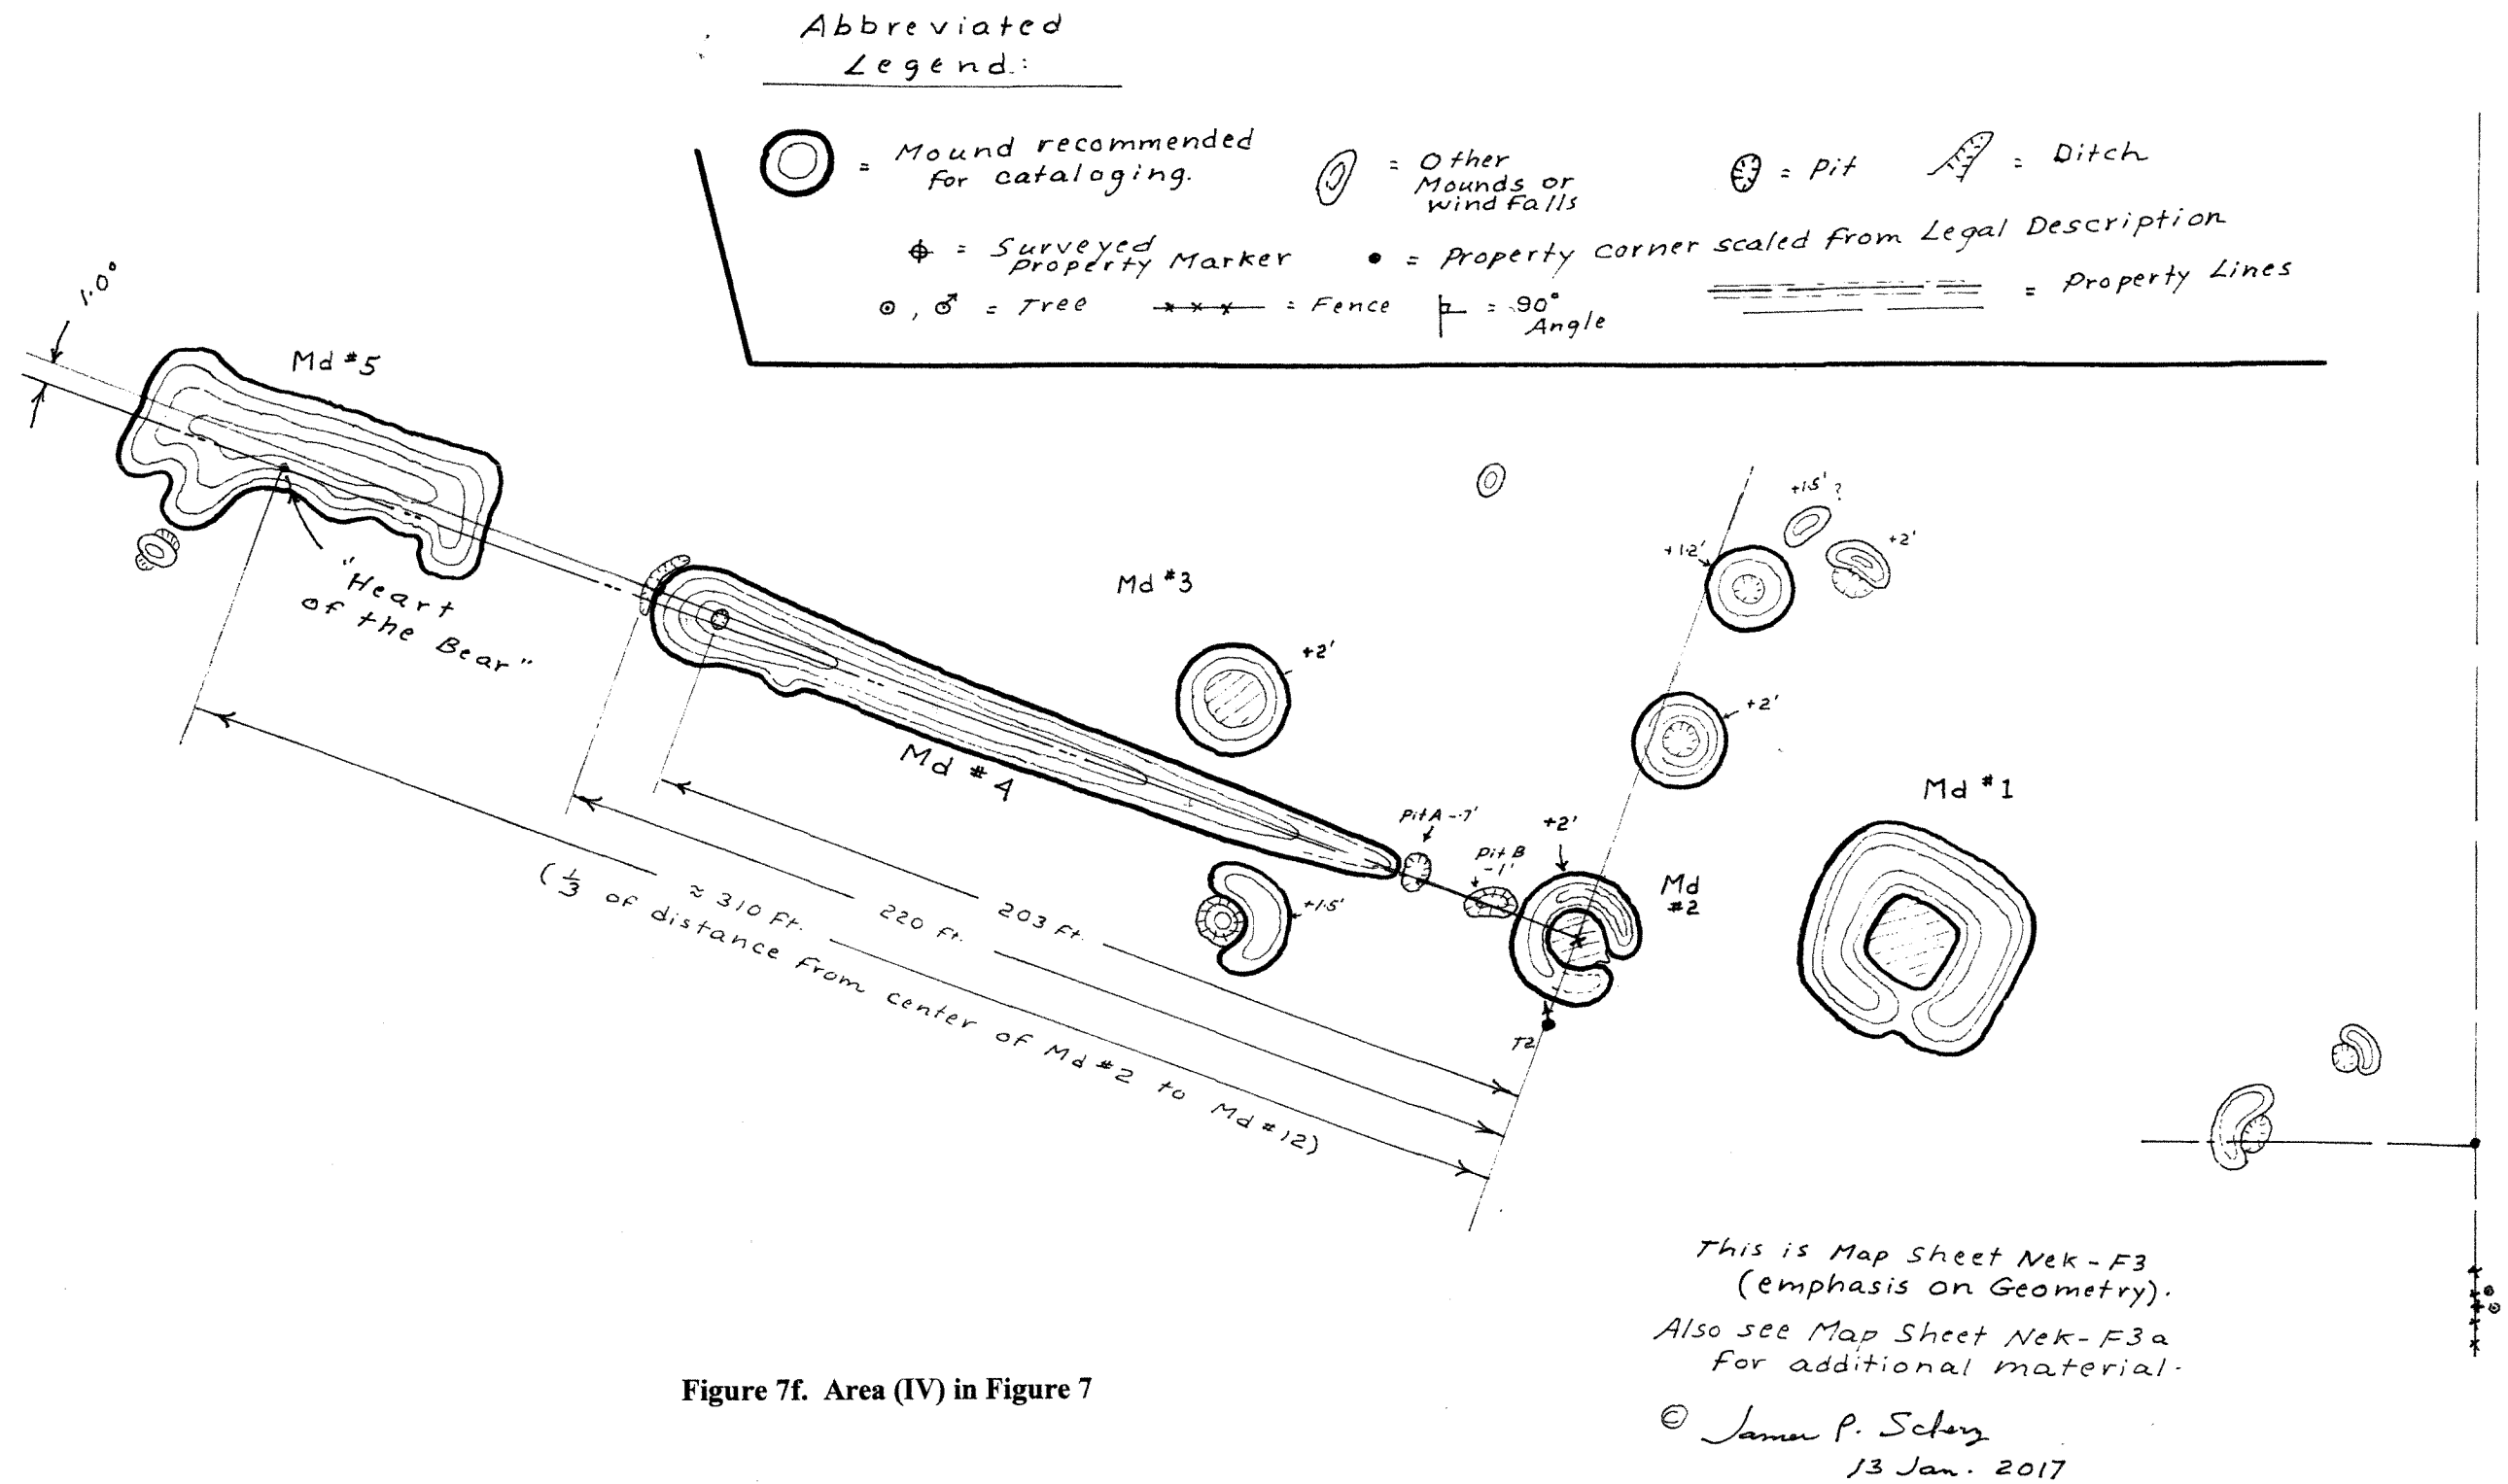 Abbreviated
Legend:
= Mound recommended
for cataloging.
= Other
Mounds or
wind falls
= Pit
= Ditch
= Surveyed
Property Marker
= Property corner scaled from Legal Description
, = Tree
= Fence
= 90°
Angle
= Property Lines
1.0°
Md #5
"Heart
of the Bear"
Md #3
+2'
Md #4
+1.5' ?
+1.2'
+2'
+2'
Md #1
Pit A -.7'
Pit B
-1'
+2'
Md
#2
+1.5'
T2
203 Ft.
220 Ft.
≈ 310 Ft.
(1/3 of distance from center of Md #2 to Md #12)
This is Map Sheet Nek-F3
(emphasis on Geometry).
Also see Map Sheet Nek-F3a
for additional material.
© James P. Scherz
13 Jan. 2017
Figure 7f. Area (IV) in Figure 7